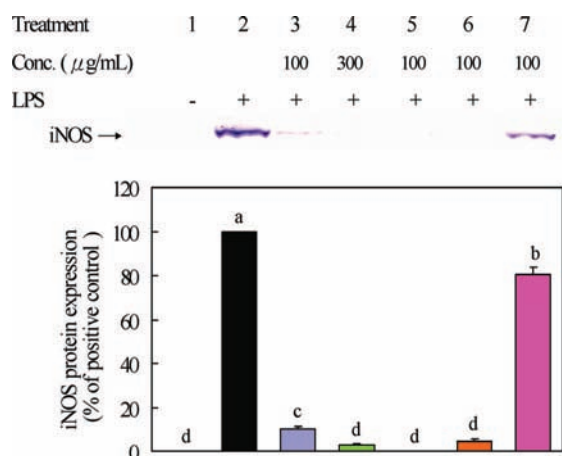 Treatment 1 2 3 4 5 6 7
Conc. ( μg/mL) 100 300 100 100 100
LPS - + + + + + +
iNOS →
iNOS protein expression
(% of positive control )
120
100
80
60
40
20
0
d a c d d d b